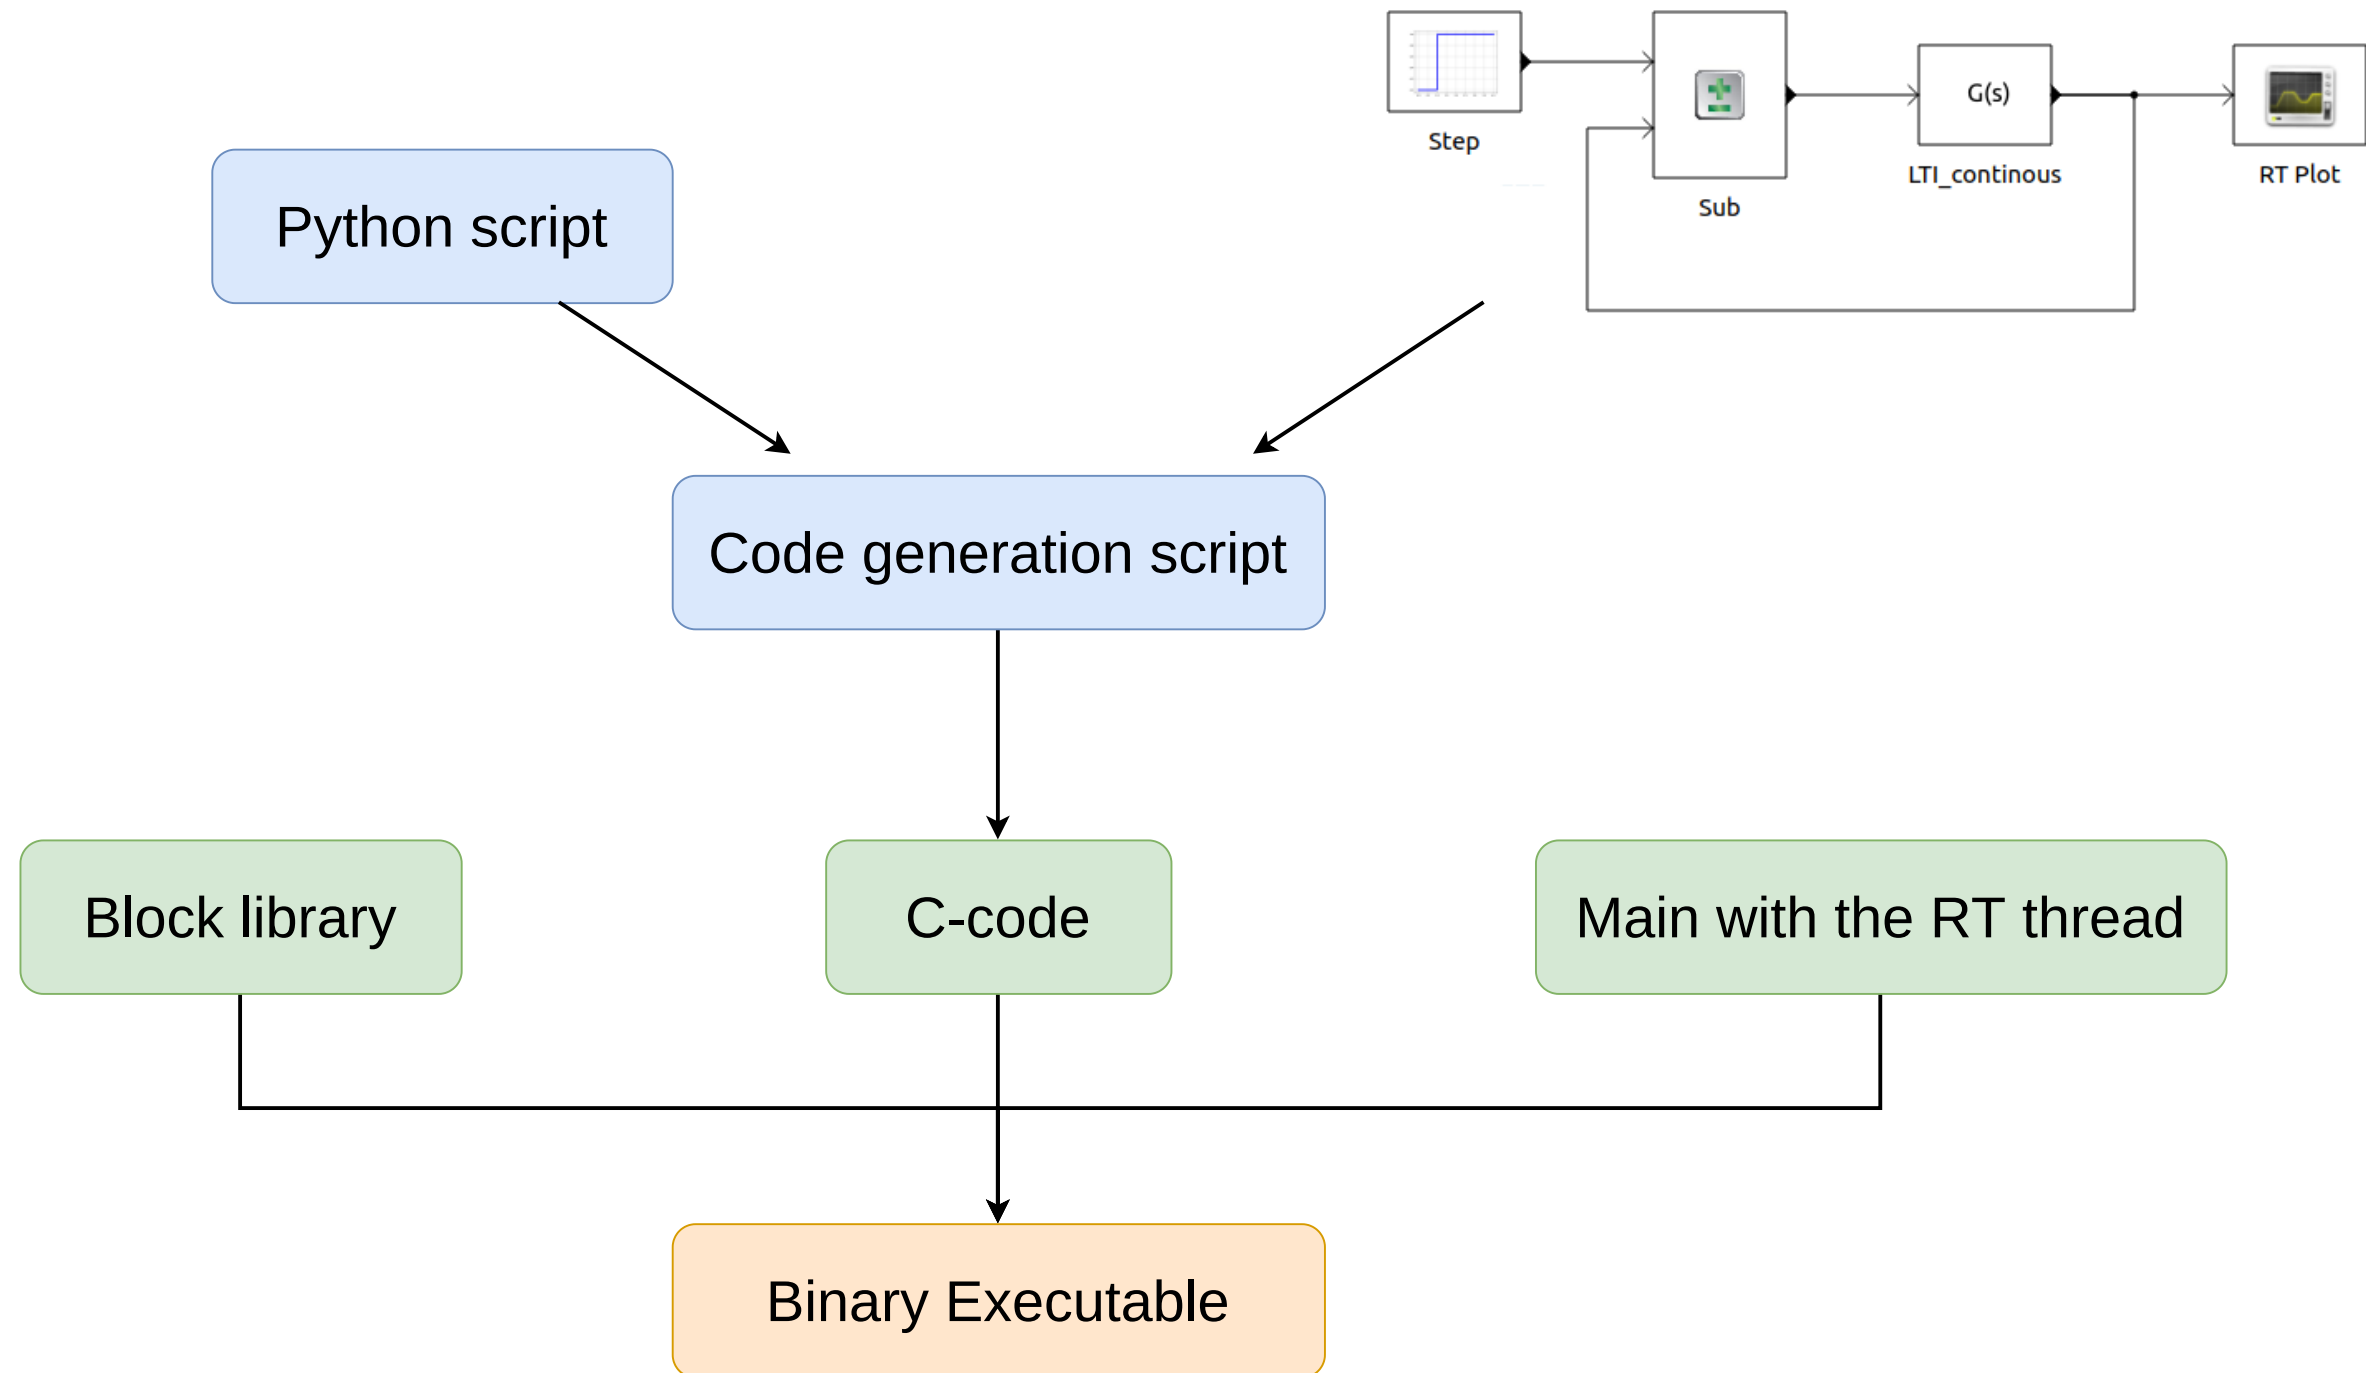 Step
Sub
G(s)
LTI_continous
RT Plot
Python script
Code generation script
Block library
C-code
Main with the RT thread
Binary Executable